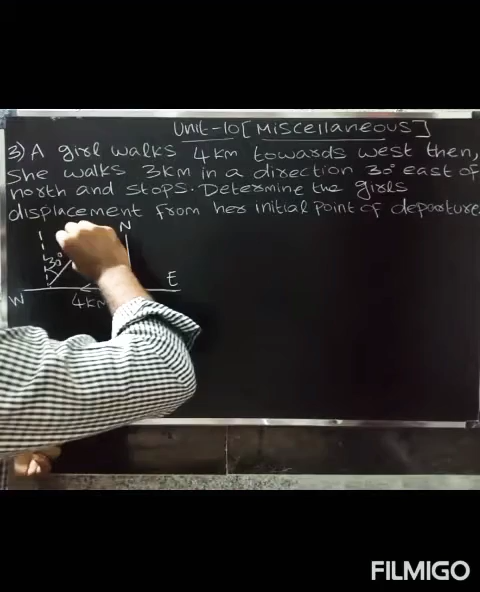 Unit-10[Miscellaneous]
3) A girl walks 4km towards west then,
she walks 3km in a direction 30° east of
north and stops. Determine the girls
displacement from her initial point of departure.
N
30°
E
W
4km
FILMIGO